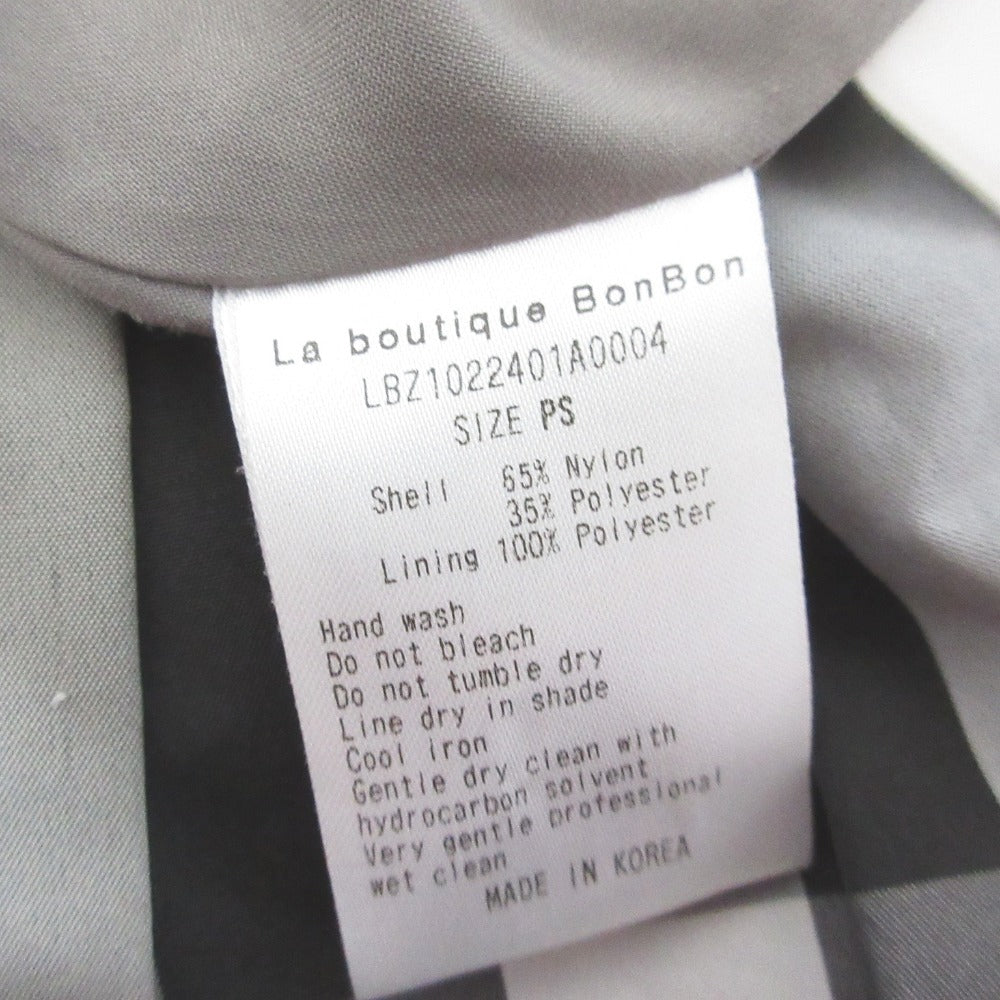 La boutique BonBon
LBZ1022401A0004
SIZE PS
Shell 65% Nylon
35% Polyester
Lining 100% Polyester
Hand wash
Do not bleach
Do not tumble dry
Line dry in shade
Cool iron
Gentle dry clean with
hydrocarbon solvent
Very gentle professional
wet clean
MADE IN KOREA